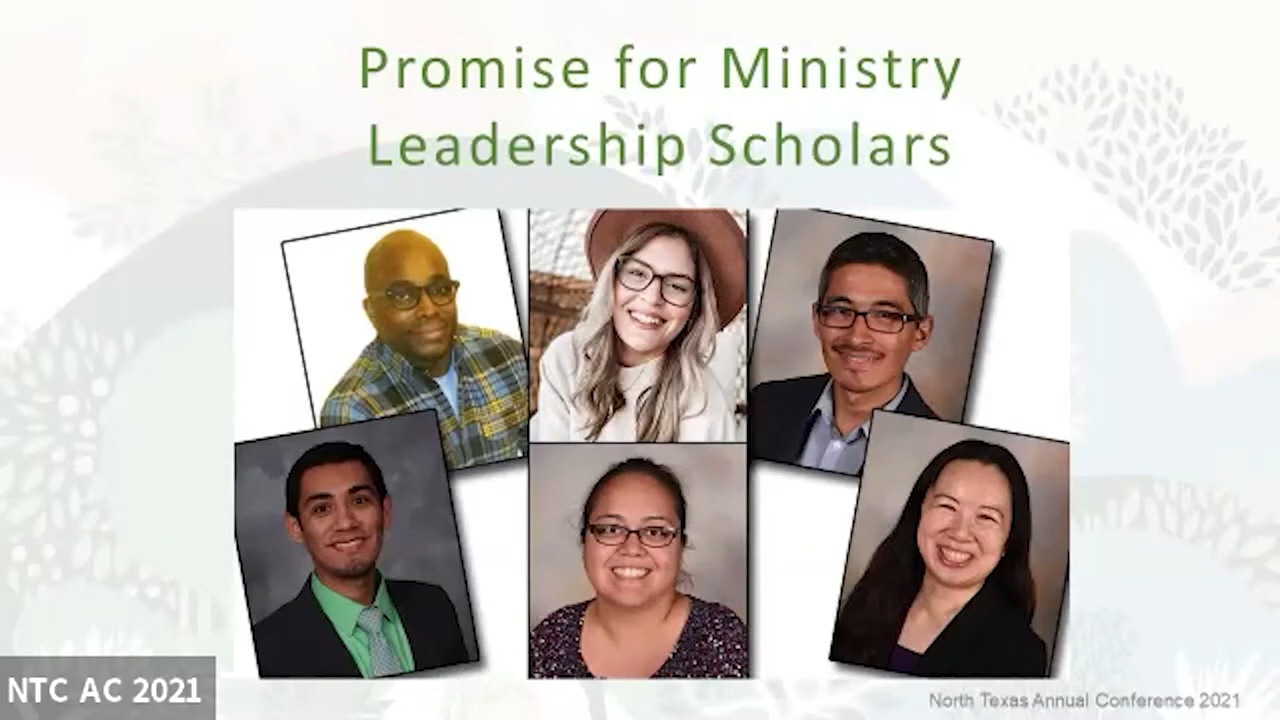 Promise for Ministry
Leadership Scholars
NTC AC 2021
North Texas Annual Conference 2021